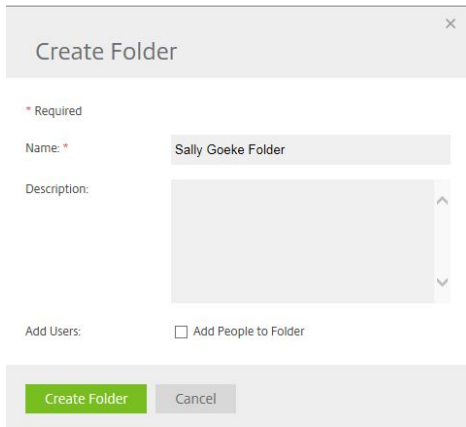 Create Folder
* Required
Name: * Sally Goeke Folder
Description:
Add Users: Add People to Folder
Create Folder Cancel